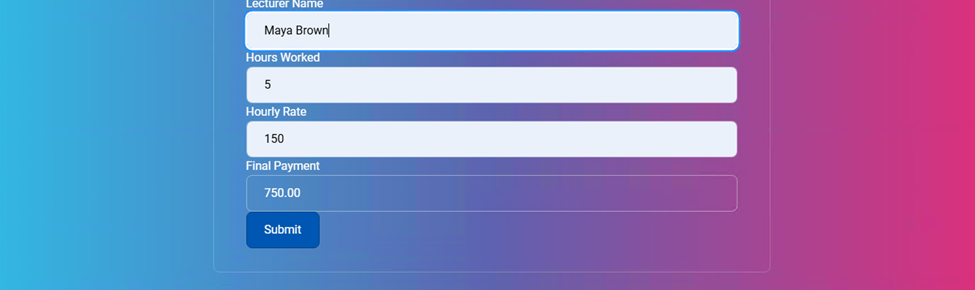 Lecturer Name
Maya Brown
Hours Worked
5
Hourly Rate
150
Final Payment
750.00
Submit